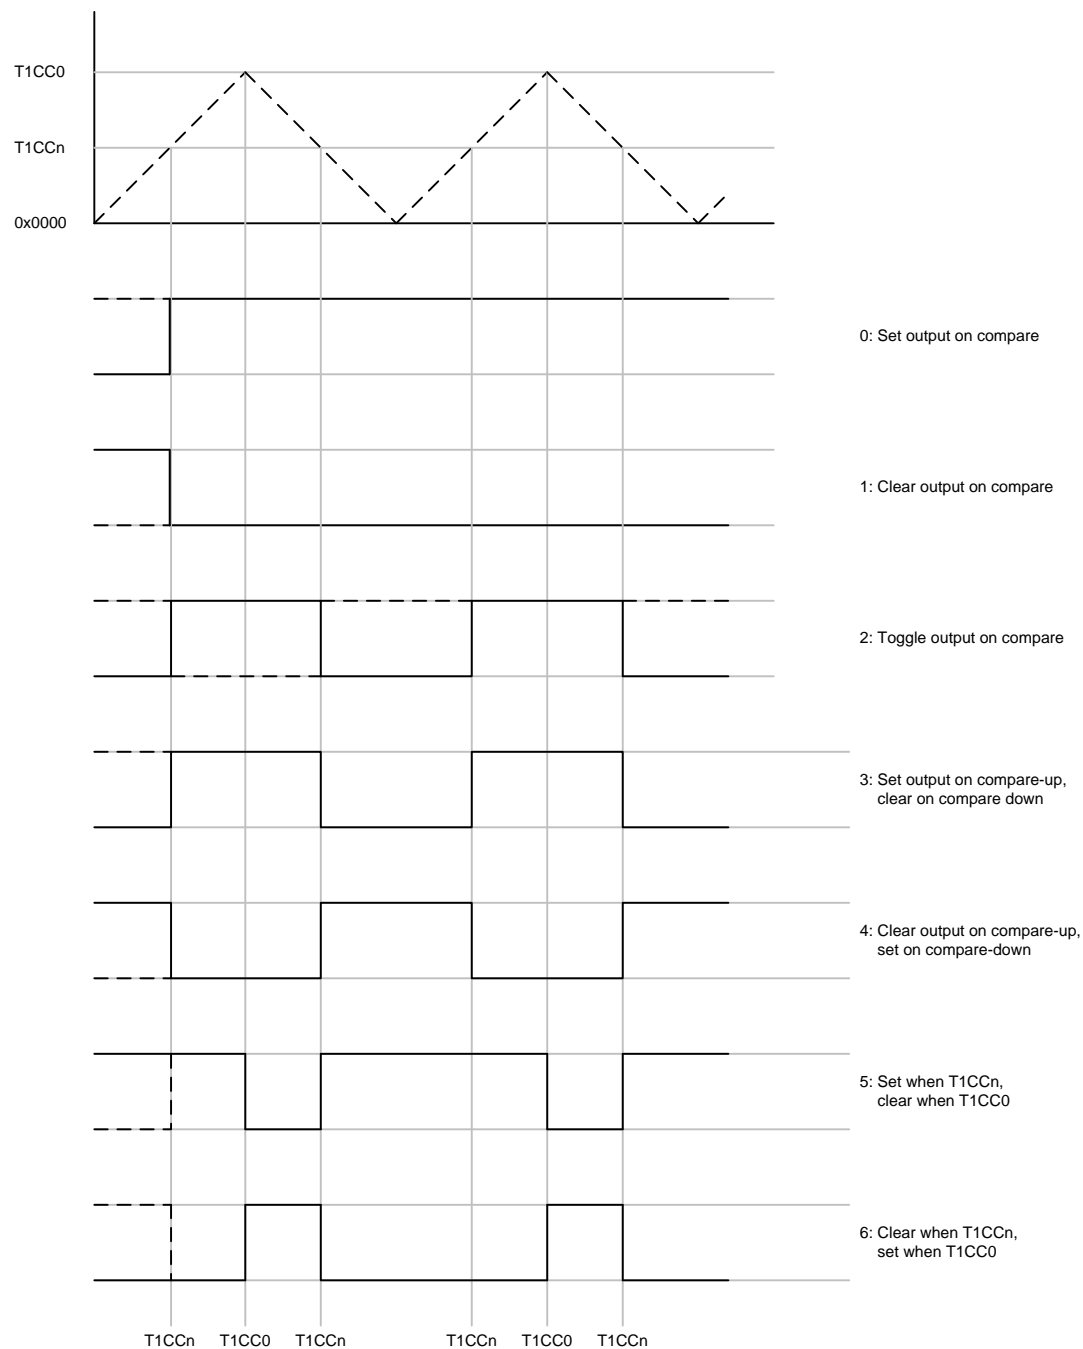 T1CC0
T1CCn
0x0000
0: Set output on compare
1: Clear output on compare
2: Toggle output on compare
3: Set output on compare-up,
clear on compare down
4: Clear output on compare-up,
set on compare-down
5: Set when T1CCn,
clear when T1CC0
6: Clear when T1CCn,
set when T1CC0
T1CCn T1CC0 T1CCn T1CCn T1CC0 T1CCn